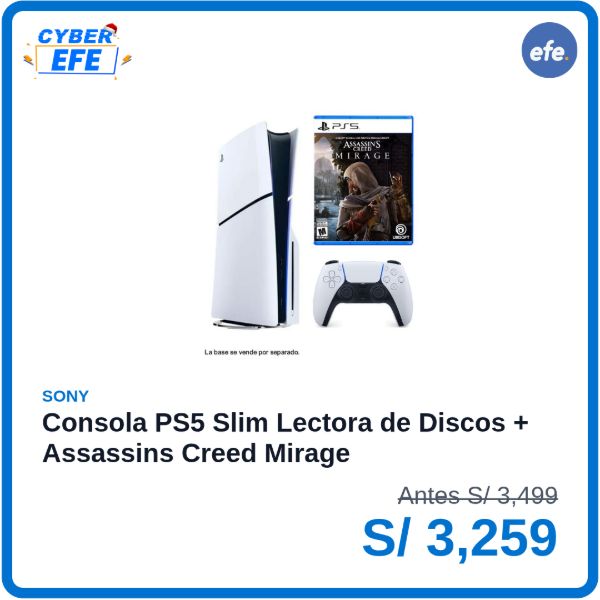 CYBER
EFE
efe.
PS5
ASSASSIN'S
CREED
MIRAGE
UBISOFT
La base se vende por separado.
SONY
Consola PS5 Slim Lectora de Discos +
Assassins Creed Mirage
Antes S/ 3,499
S/ 3,259